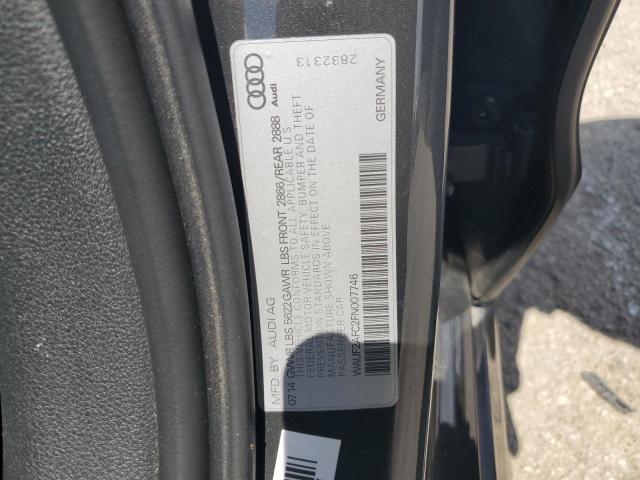 MFD. BY AUDI AG
07 14 GVWR LBS 5622 GAWR LBS FRONT 2866/REAR 2888
THIS VEHICLE CONFORMS TO ALL APPLICABLE U S
FEDERAL MOTOR VEHICLE SAFETY, BUMPER AND THEFT
PREVENTION STANDARDS IN EFFECT ON THE DATE OF
MANUFACTURE SHOWN ABOVE
PASSENGER CAR
WAUF2AFC2FN007746
Audi
2832313
GERMANY